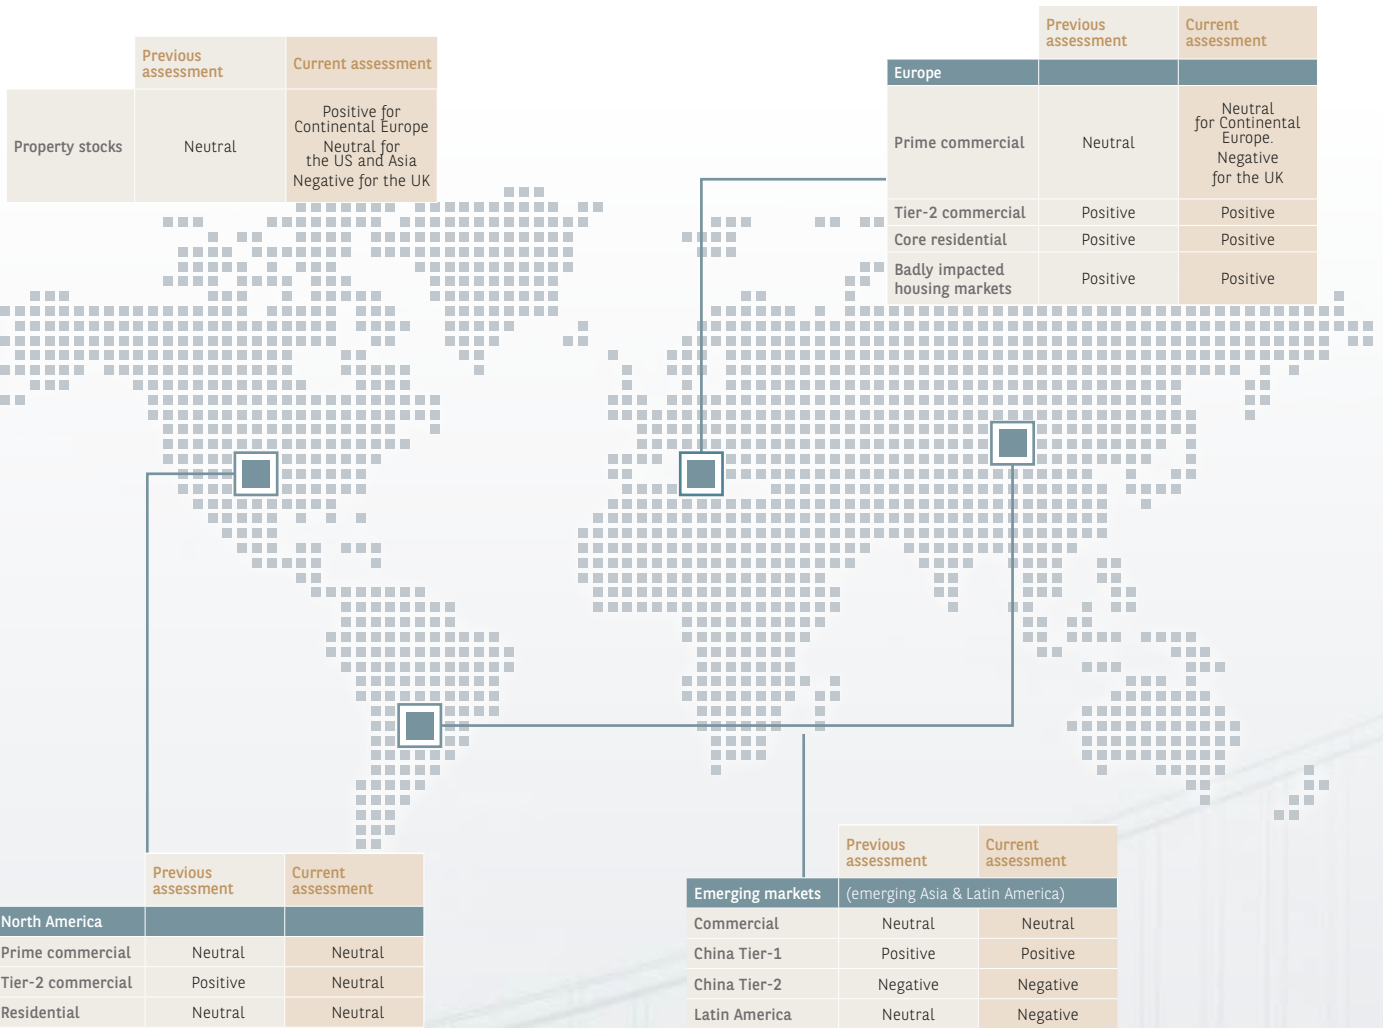 Previous
assessment
Current assessment
Property stocks
Neutral
Positive for
Continental Europe
Neutral for
the US and Asia
Negative for the UK
Previous
assessment
Current
assessment
Europe
Prime commercial
Neutral
Neutral
for Continental
Europe.
Negative
for the UK
Tier-2 commercial
Positive
Positive
Core residential
Positive
Positive
Badly impacted
housing markets
Positive
Positive
Previous
assessment
Current
assessment
North America
Prime commercial
Neutral
Neutral
Tier-2 commercial
Positive
Neutral
Residential
Neutral
Neutral
Previous
assessment
Current
assessment
Emerging markets
(emerging Asia & Latin America)
Commercial
Neutral
Neutral
China Tier-1
Positive
Positive
China Tier-2
Negative
Negative
Latin America
Neutral
Negative